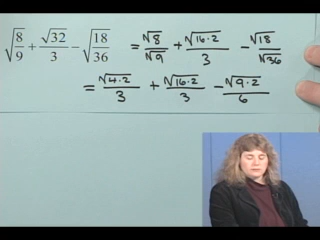 √(8/9) + √32/3 − √(18/36) = √8/√9 + √(16·2)/3 − √18/√36
= √(4·2)/3 + √(16·2)/3 − √(9·2)/6